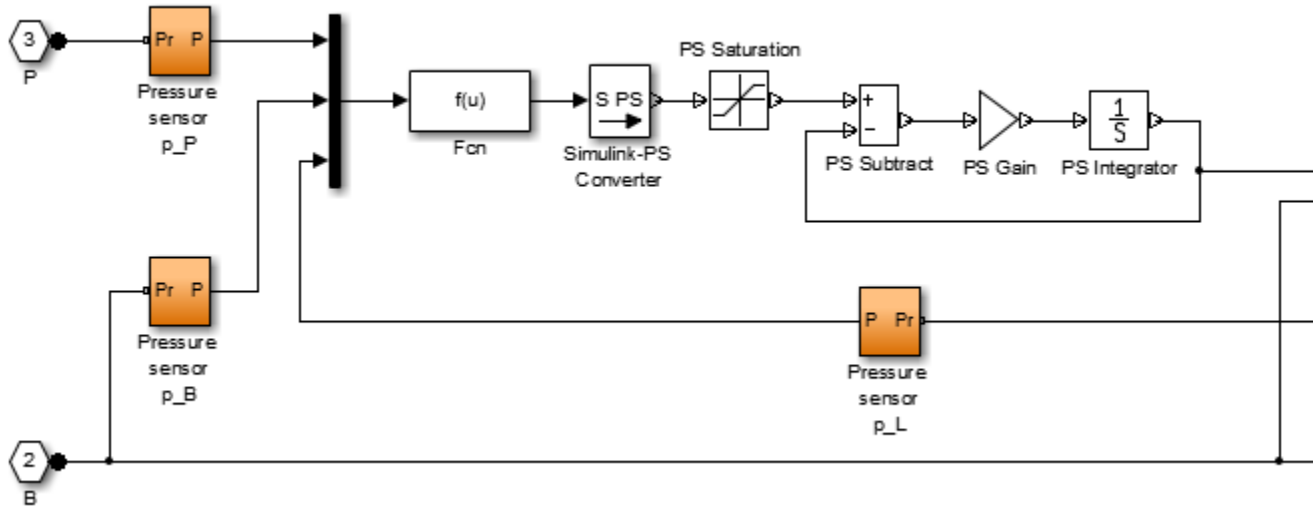 3
P
Pr P
Pressure
sensor
p_P
f(u)
Fcn
S PS
Simulink-PS
Converter
PS Saturation
+
−
PS Subtract
PS Gain
1
S
PS Integrator
Pr P
Pressure
sensor
p_B
P Pr
Pressure
sensor
p_L
2
B